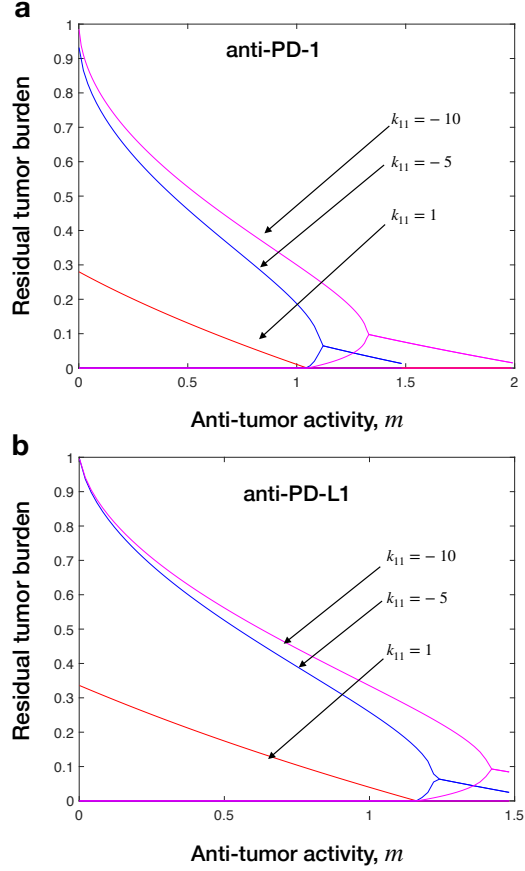 a
anti-PD-1
Residual tumor burden
1
0.9
0.8
0.7
0.6
0.5
0.4
0.3
0.2
0.1
0
k₁₁ = − 10
k₁₁ = − 5
k₁₁ = 1
0 0.5 1 1.5 2
Anti-tumor activity, m
b
anti-PD-L1
Residual tumor burden
1
0.9
0.8
0.7
0.6
0.5
0.4
0.3
0.2
0.1
0
k₁₁ = − 10
k₁₁ = − 5
k₁₁ = 1
0 0.5 1 1.5
Anti-tumor activity, m